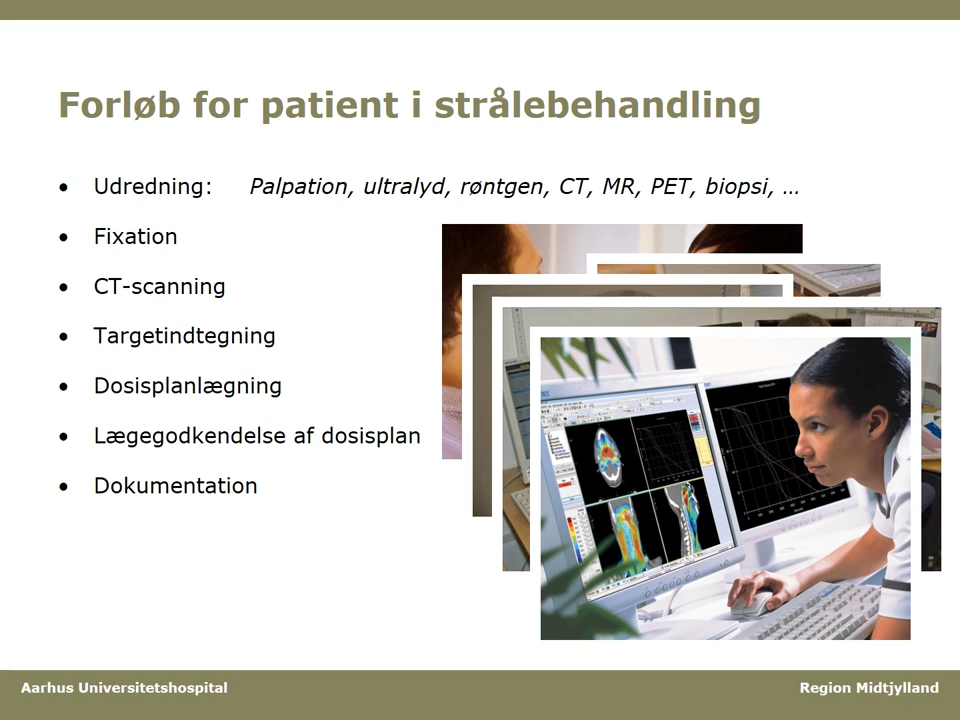 Forløb for patient i strålebehandling
• Udredning: Palpation, ultralyd, røntgen, CT, MR, PET, biopsi, …
• Fixation
• CT-scanning
• Targetindtegning
• Dosisplanlægning
• Lægegodkendelse af dosisplan
• Dokumentation
Aarhus Universitetshospital
Region Midtjylland